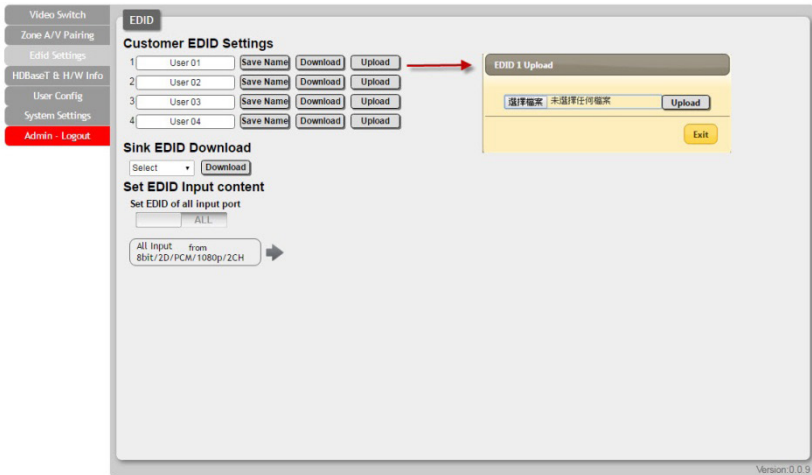 Video Switch
Zone A/V Pairing
Edid Settings
HDBaseT & H/W Info
User Config
System Settings
Admin - Logout
EDID
Customer EDID Settings
1 User 01 Save Name Download Upload
2 User 02 Save Name Download Upload
3 User 03 Save Name Download Upload
4 User 04 Save Name Download Upload
EDID 1 Upload
選擇檔案 未選擇任何檔案 Upload
Exit
Sink EDID Download
Select Download
Set EDID Input content
Set EDID of all input port
ALL
All Input from
8bit/2D/PCM/1080p/2CH
Version:0.0.9